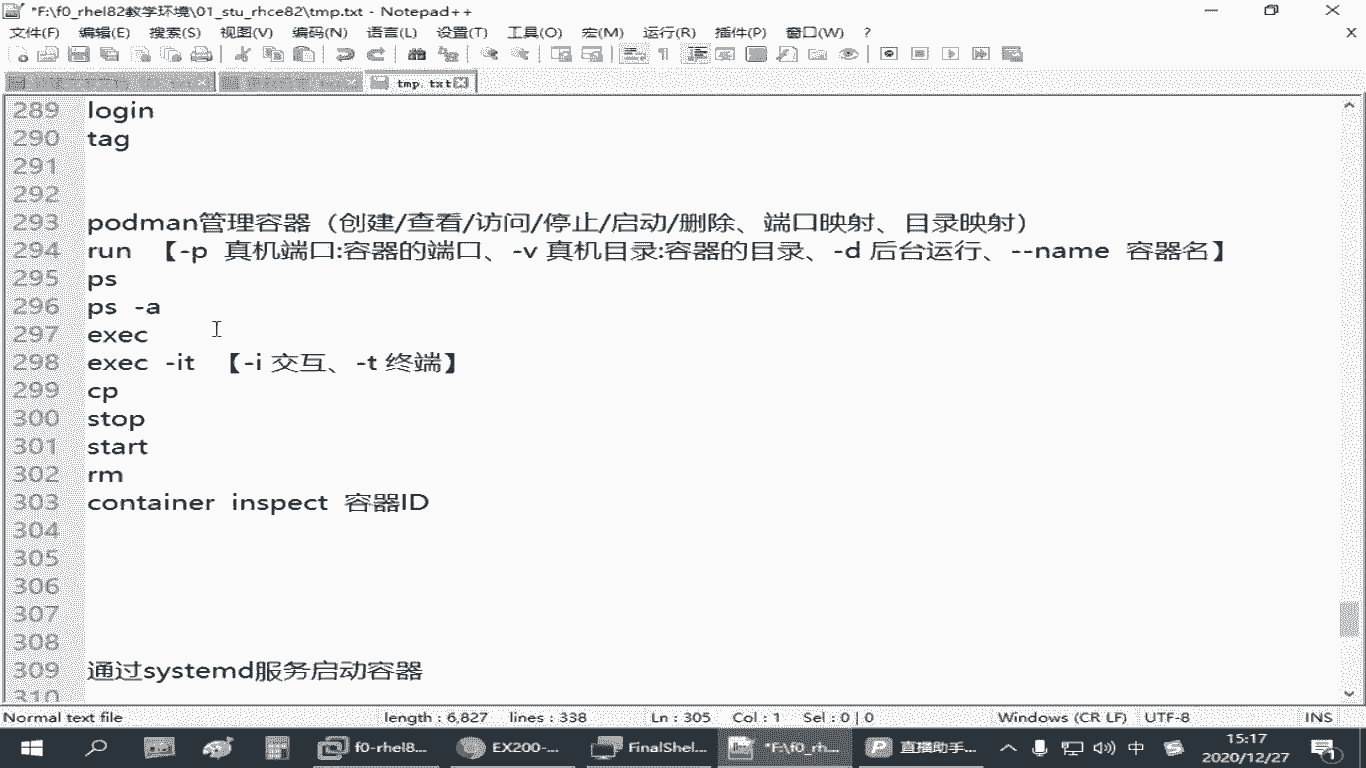 *F:\f0_rhel82教学环境\01_stu_rhce82\tmp.txt - Notepad++
文件(F) 编辑(E) 搜索(S) 视图(V) 编码(N) 语言(L) 设置(T) 工具(O) 宏(M) 运行(R) 插件(P) 窗口(W) ? X
tmp.txt
289 login
290 tag
291
292
293 podman管理容器（创建/查看/访问/停止/启动/删除、端口映射、目录映射）
294 run 【-p 真机端口:容器的端口、-v 真机目录:容器的目录、-d 后台运行、--name 容器名】
295 ps
296 ps -a
297 exec
298 exec -it 【-i 交互、-t 终端】
299 cp
300 stop
301 start
302 rm
303 container inspect 容器ID
304
305
306
307
308
309 通过systemd服务启动容器
310
Normal text file length : 6,827 lines : 338 Ln : 305 Col : 1 Sel : 0 | 0 Windows (CR LF) UTF-8 INS
f0-rhel8... EX200-... FinalShel... *F:\f0_rh... 直播助手... 中 15:17
2020/12/27